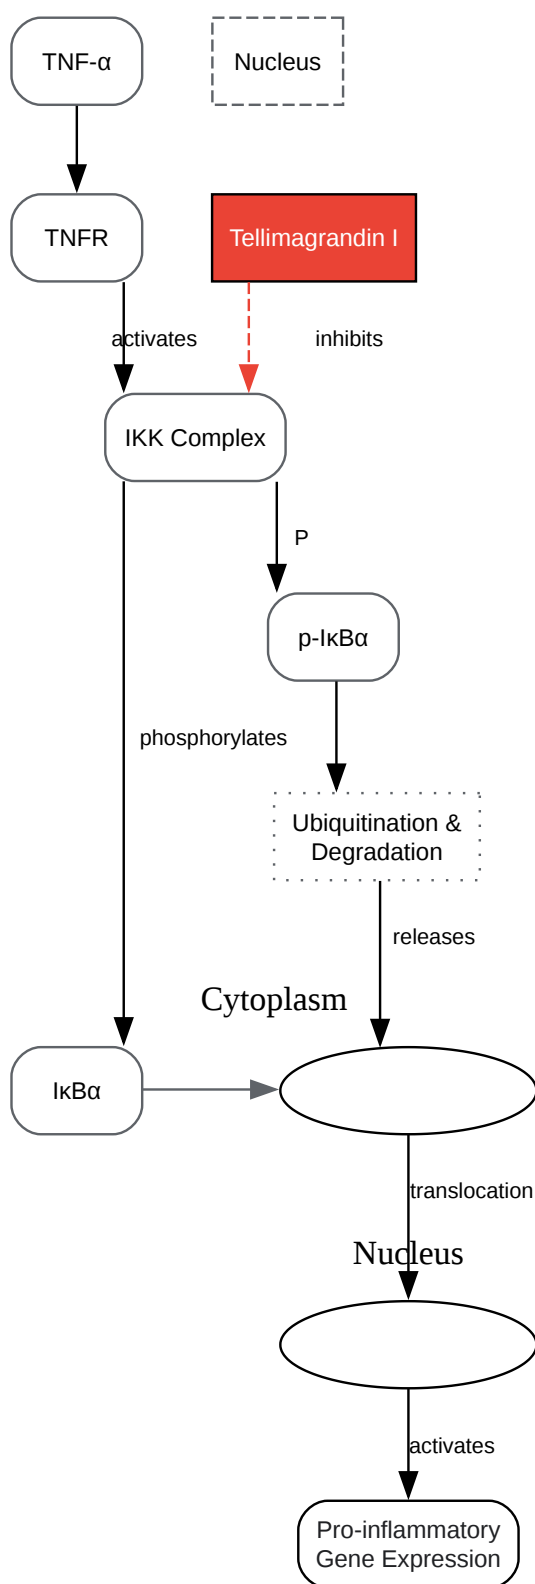 TNF-α
Nucleus
TNFR
Tellimagrandin I
activates
inhibits
IKK Complex
P
p-IκBα
phosphorylates
Ubiquitination &
Degradation
releases
Cytoplasm
IκBα
translocation
Nucleus
activates
Pro-inflammatory
Gene Expression